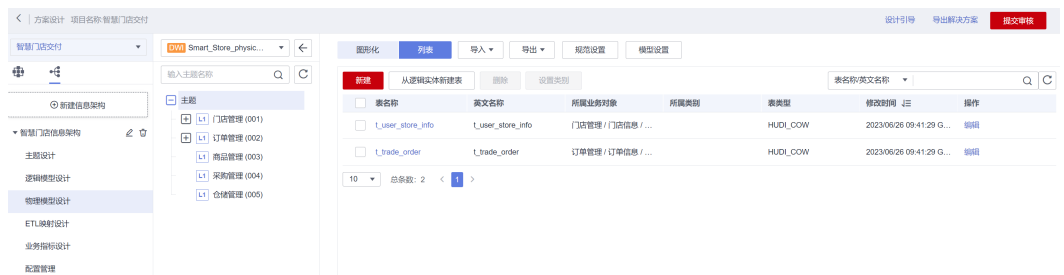 方案设计 项目名称:智慧门店交付 设计引导 导出解决方案 提交审核
智慧门店交付 DWI Smart_Store_physic... 图形化 列表 导入 导出 规范设置 模型设置
输入主题名称 新建 从逻辑实体新建表 删除 设置类别 表名称/英文名称
新建信息架构 主题 表名称 英文名称 所属业务对象 所属类别 表类型 修改时间 操作
L1 门店管理 (001) t_user_store_info t_user_store_info 门店管理 / 门店信息 / ... HUDI_COW 2023/06/26 09:41:29 G... 编辑
智慧门店信息架构 L1 订单管理 (002)
主题设计 L1 商品管理 (003) t_trade_order t_trade_order 订单管理 / 订单信息 / ... HUDI_COW 2023/06/26 09:41:29 G... 编辑
逻辑模型设计 L1 采购管理 (004) 10 总条数: 2 < 1 >
物理模型设计 L1 仓储管理 (005)
ETL映射设计
业务指标设计
配置管理